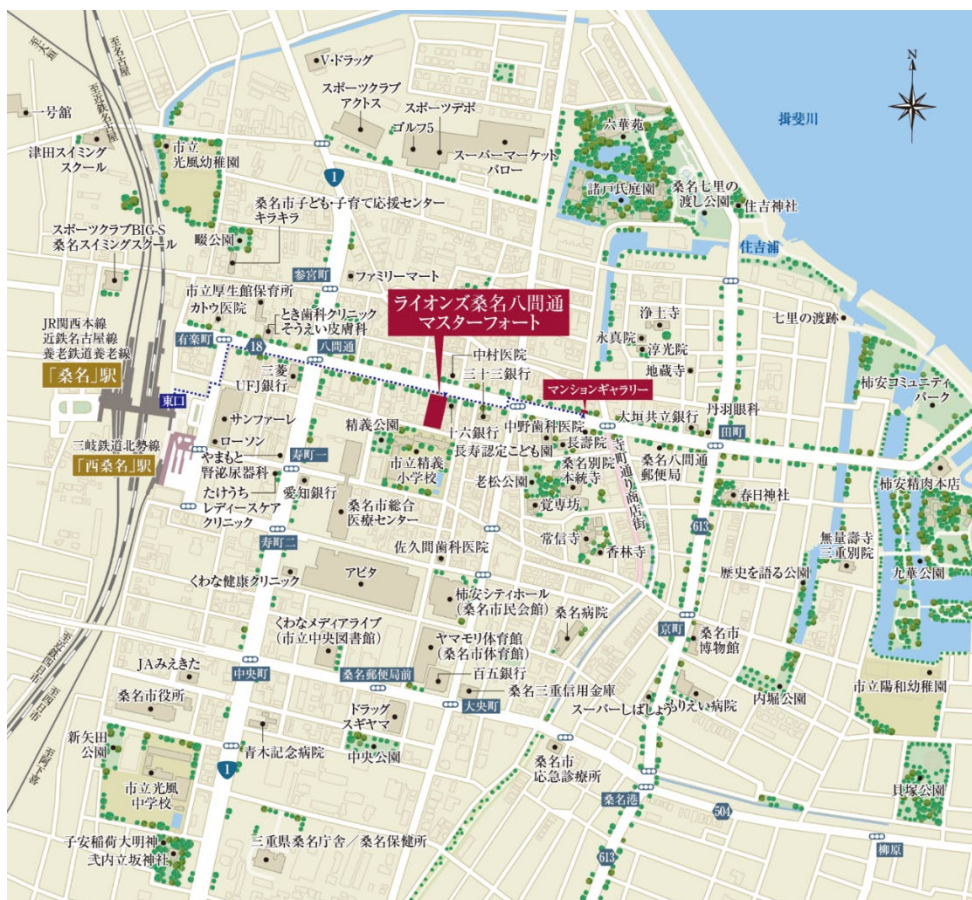 至大垣
至名古屋
至近鉄名古屋
V・ドラッグ
スポーツクラブ
アクトス
スポーツデポ
ゴルフ5
スーパーマーケット
バロー
N
揖斐川
一号舘
津田スイミング
スクール
市立
光風幼稚園
1
六華苑
諸戸氏庭園
桑名七里の
渡し公園
住吉神社
住吉浦
桑名市子ども・子育て応援センター
キラキラ
スポーツクラブBIG-S
桑名スイミングスクール
畷公園
参宮町
ファミリーマート
市立厚生館保育所
カトウ医院
とき歯科クリニック
そうえい皮膚科
ライオンズ桑名八間通
マスターフォート
浄土寺
永真院
淳光院
地蔵寺
七里の渡跡
JR関西本線
近鉄名古屋線
養老鉄道養老線
「桑名」駅
有楽町
18
八間通
中村医院
三十三銀行
三菱
UFJ銀行
マンションギャラリー
柿安コミュニティ
パーク
東口
サンファーレ
精義公園
十六銀行
中野歯科医院
大垣共立銀行
丹羽眼科
田町
三岐鉄道北勢線
「西桑名」駅
ローソン
やまもと
腎泌尿器科
寿町一
市立精義
小学校
長寿認定こども園
長壽院
寺町通り商店街
桑名八間通
郵便局
老松公園
桑名別院
本統寺
柿安精肉本店
たけうち
レディースケア
クリニック
愛知銀行
桑名市総合
医療センター
覚専坊
春日神社
613
寿町二
佐久間歯科医院
常信寺
香林寺
無量壽寺
三重別院
九華公園
くわな健康クリニック
アピタ
歴史を語る公園
柿安シティホール
(桑名市民会館)
桑名病院
くわなメディアライブ
(市立中央図書館)
ヤマモリ体育館
(桑名市体育館)
京町
桑名市
博物館
JAみえきた
中央町
桑名郵便局前
百五銀行
桑名三重信用金庫
市立陽和幼稚園
内堀公園
桑名市役所
スーパーしばしょう
りえい病院
大央町
ドラッグ
スギヤマ
新矢田
公園
青木記念病院
中央公園
桑名市
応急診療所
至近鉄四日市
至四日市
1
市立光風
中学校
桑名港
504
貝塚公園
柳原
子安稲荷大明神
弐内立坂神社
三重県桑名庁舎/桑名保健所
613